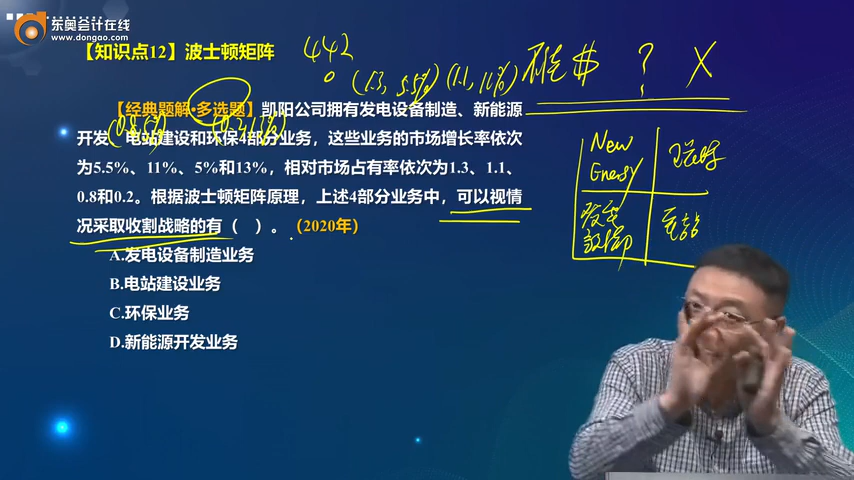 东奥会计在线
www.dongao.com
【知识点12】波士顿矩阵
442
(1.3, 5.5%) (1.1, 11%)
$ ? X
【经典题解·多选题】凯阳公司拥有发电设备制造、新能源
开发、电站建设和环保4部分业务，这些业务的市场增长率依次
为5.5%、11%、5%和13%，相对市场占有率依次为1.3、1.1、
0.8和0.2。根据波士顿矩阵原理，上述4部分业务中，可以视情
况采取收割战略的有（ ）。（2020年）
A.发电设备制造业务
B.电站建设业务
C.环保业务
D.新能源开发业务
New
Energy